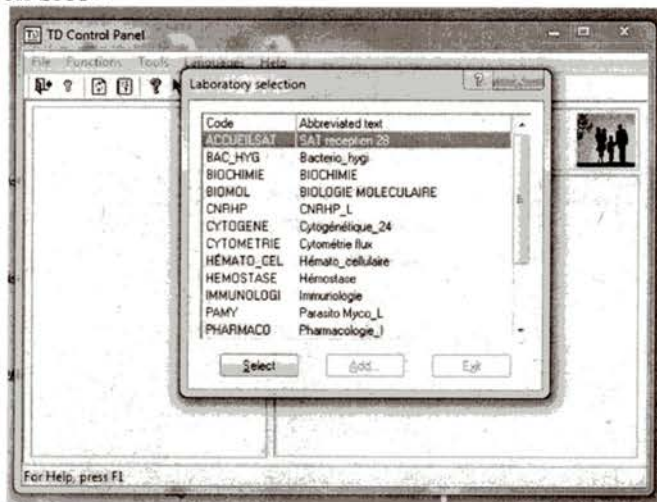 TD Control Panel
File Functions Tools Languages Help
Laboratory selection
Code Abbreviated text
ACCUEILSAT SAT reception 28
BAC_HYG Bacterio_hygi
BIOCHIMIE BIOCHIMIE
BIOMOL BIOLOGIE MOLECULAIRE
CNRHP CNRHP_L
CYTOGENE Cytogénétique_24
CYTOMETRIE Cytométrie flux
HÉMATO_CEL Hémato_cellulaire
HEMOSTASE Hémostase
IMMUNOLOGI Immunologie
PAMY Parasito Myco_L
PHARMACO Pharmacologie_l
Select Add... Exit
For Help, press F1